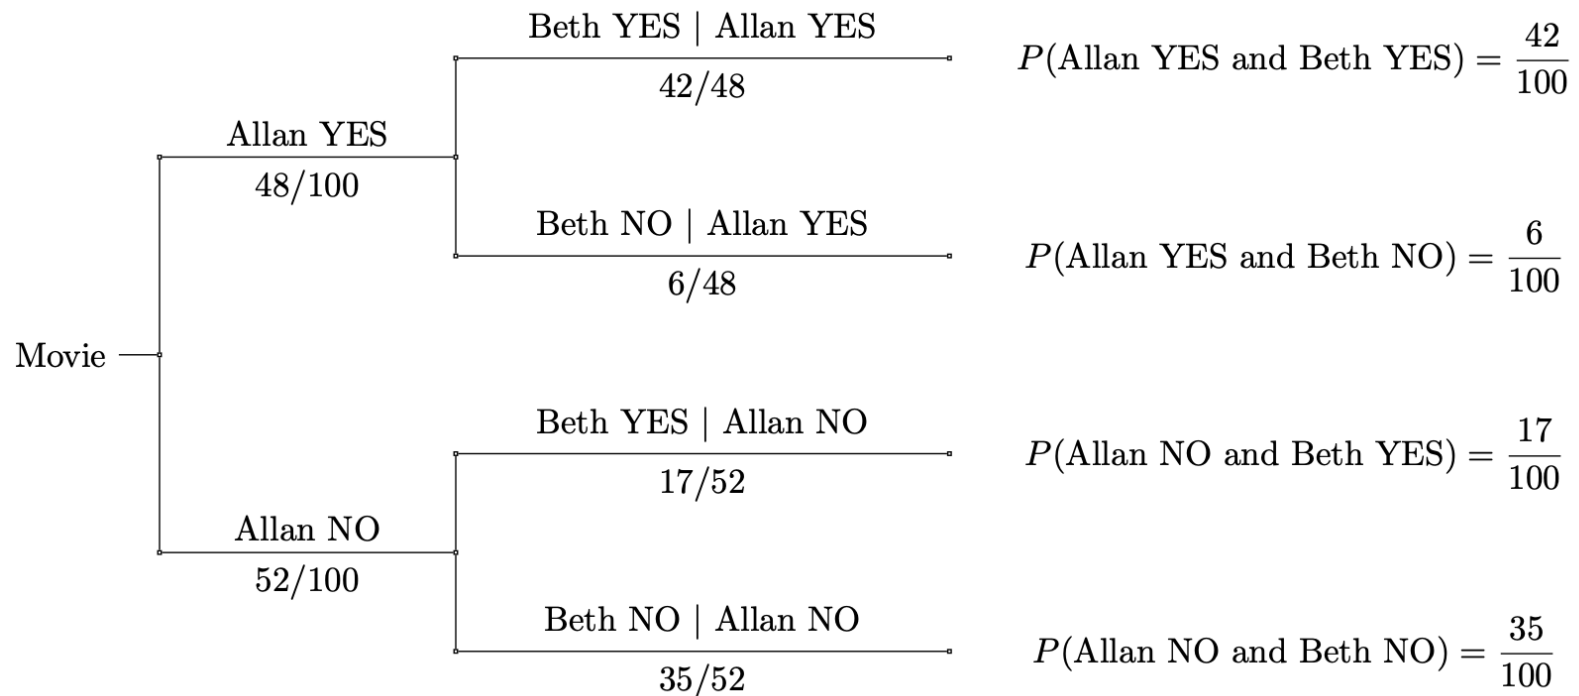 Beth YES | Allan YES
42/48
P(Allan YES and Beth YES) = 42/100
Allan YES
48/100
Beth NO | Allan YES
6/48
P(Allan YES and Beth NO) = 6/100
Movie
Beth YES | Allan NO
17/52
P(Allan NO and Beth YES) = 17/100
Allan NO
52/100
Beth NO | Allan NO
35/52
P(Allan NO and Beth NO) = 35/100